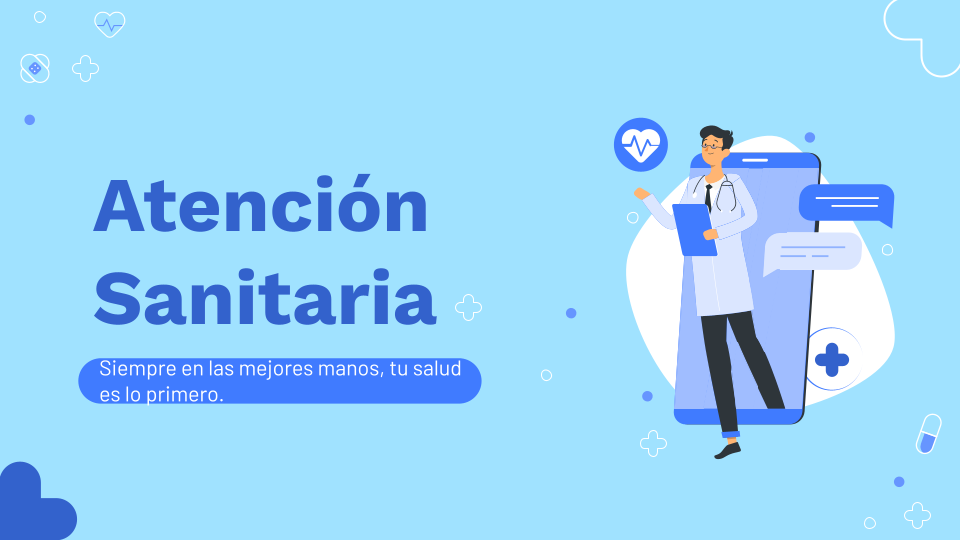 Atención
Sanitaria
Siempre en las mejores manos, tu salud
es lo primero.